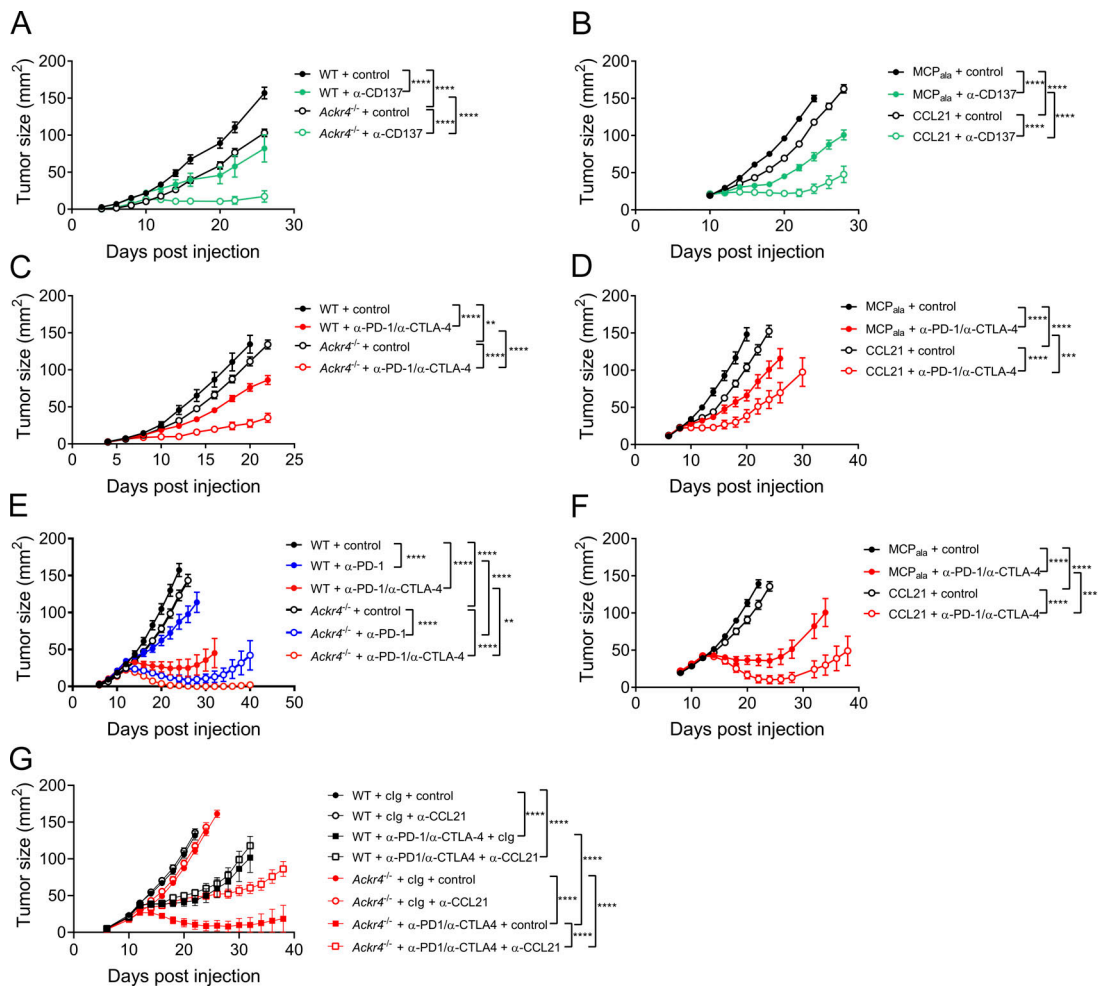 A
Tumor size (mm²)
200
150
100
50
0
0 10 20 30
Days post injection
WT + control
WT + α-CD137
Ackr4⁻/⁻ + control
Ackr4⁻/⁻ + α-CD137
****
****
****
****
B
Tumor size (mm²)
200
150
100
50
0
0 10 20 30
Days post injection
MCPala + control
MCPala + α-CD137
CCL21 + control
CCL21 + α-CD137
****
****
****
****
C
Tumor size (mm²)
200
150
100
50
0
0 5 10 15 20 25
Days post injection
WT + control
WT + α-PD-1/α-CTLA-4
Ackr4⁻/⁻ + control
Ackr4⁻/⁻ + α-PD-1/α-CTLA-4
****
**
****
****
D
Tumor size (mm²)
200
150
100
50
0
0 10 20 30 40
Days post injection
MCPala + control
MCPala + α-PD-1/α-CTLA-4
CCL21 + control
CCL21 + α-PD-1/α-CTLA-4
****
****
****
***
E
Tumor size (mm²)
200
150
100
50
0
0 10 20 30 40 50
Days post injection
WT + control
WT + α-PD-1
WT + α-PD-1/α-CTLA-4
Ackr4⁻/⁻ + control
Ackr4⁻/⁻ + α-PD-1
Ackr4⁻/⁻ + α-PD-1/α-CTLA-4
****
****
****
****
****
**
****
F
Tumor size (mm²)
200
150
100
50
0
0 10 20 30 40
Days post injection
MCPala + control
MCPala + α-PD-1/α-CTLA-4
CCL21 + control
CCL21 + α-PD-1/α-CTLA-4
****
****
***
****
G
Tumor size (mm²)
200
150
100
50
0
0 10 20 30 40
Days post injection
WT + cIg + control
WT + cIg + α-CCL21
WT + α-PD-1/α-CTLA-4 + cIg
WT + α-PD1/α-CTLA4 + α-CCL21
Ackr4⁻/⁻ + cIg + control
Ackr4⁻/⁻ + cIg + α-CCL21
Ackr4⁻/⁻ + α-PD1/α-CTLA4 + control
Ackr4⁻/⁻ + α-PD1/α-CTLA4 + α-CCL21
****
****
****
****
****
****